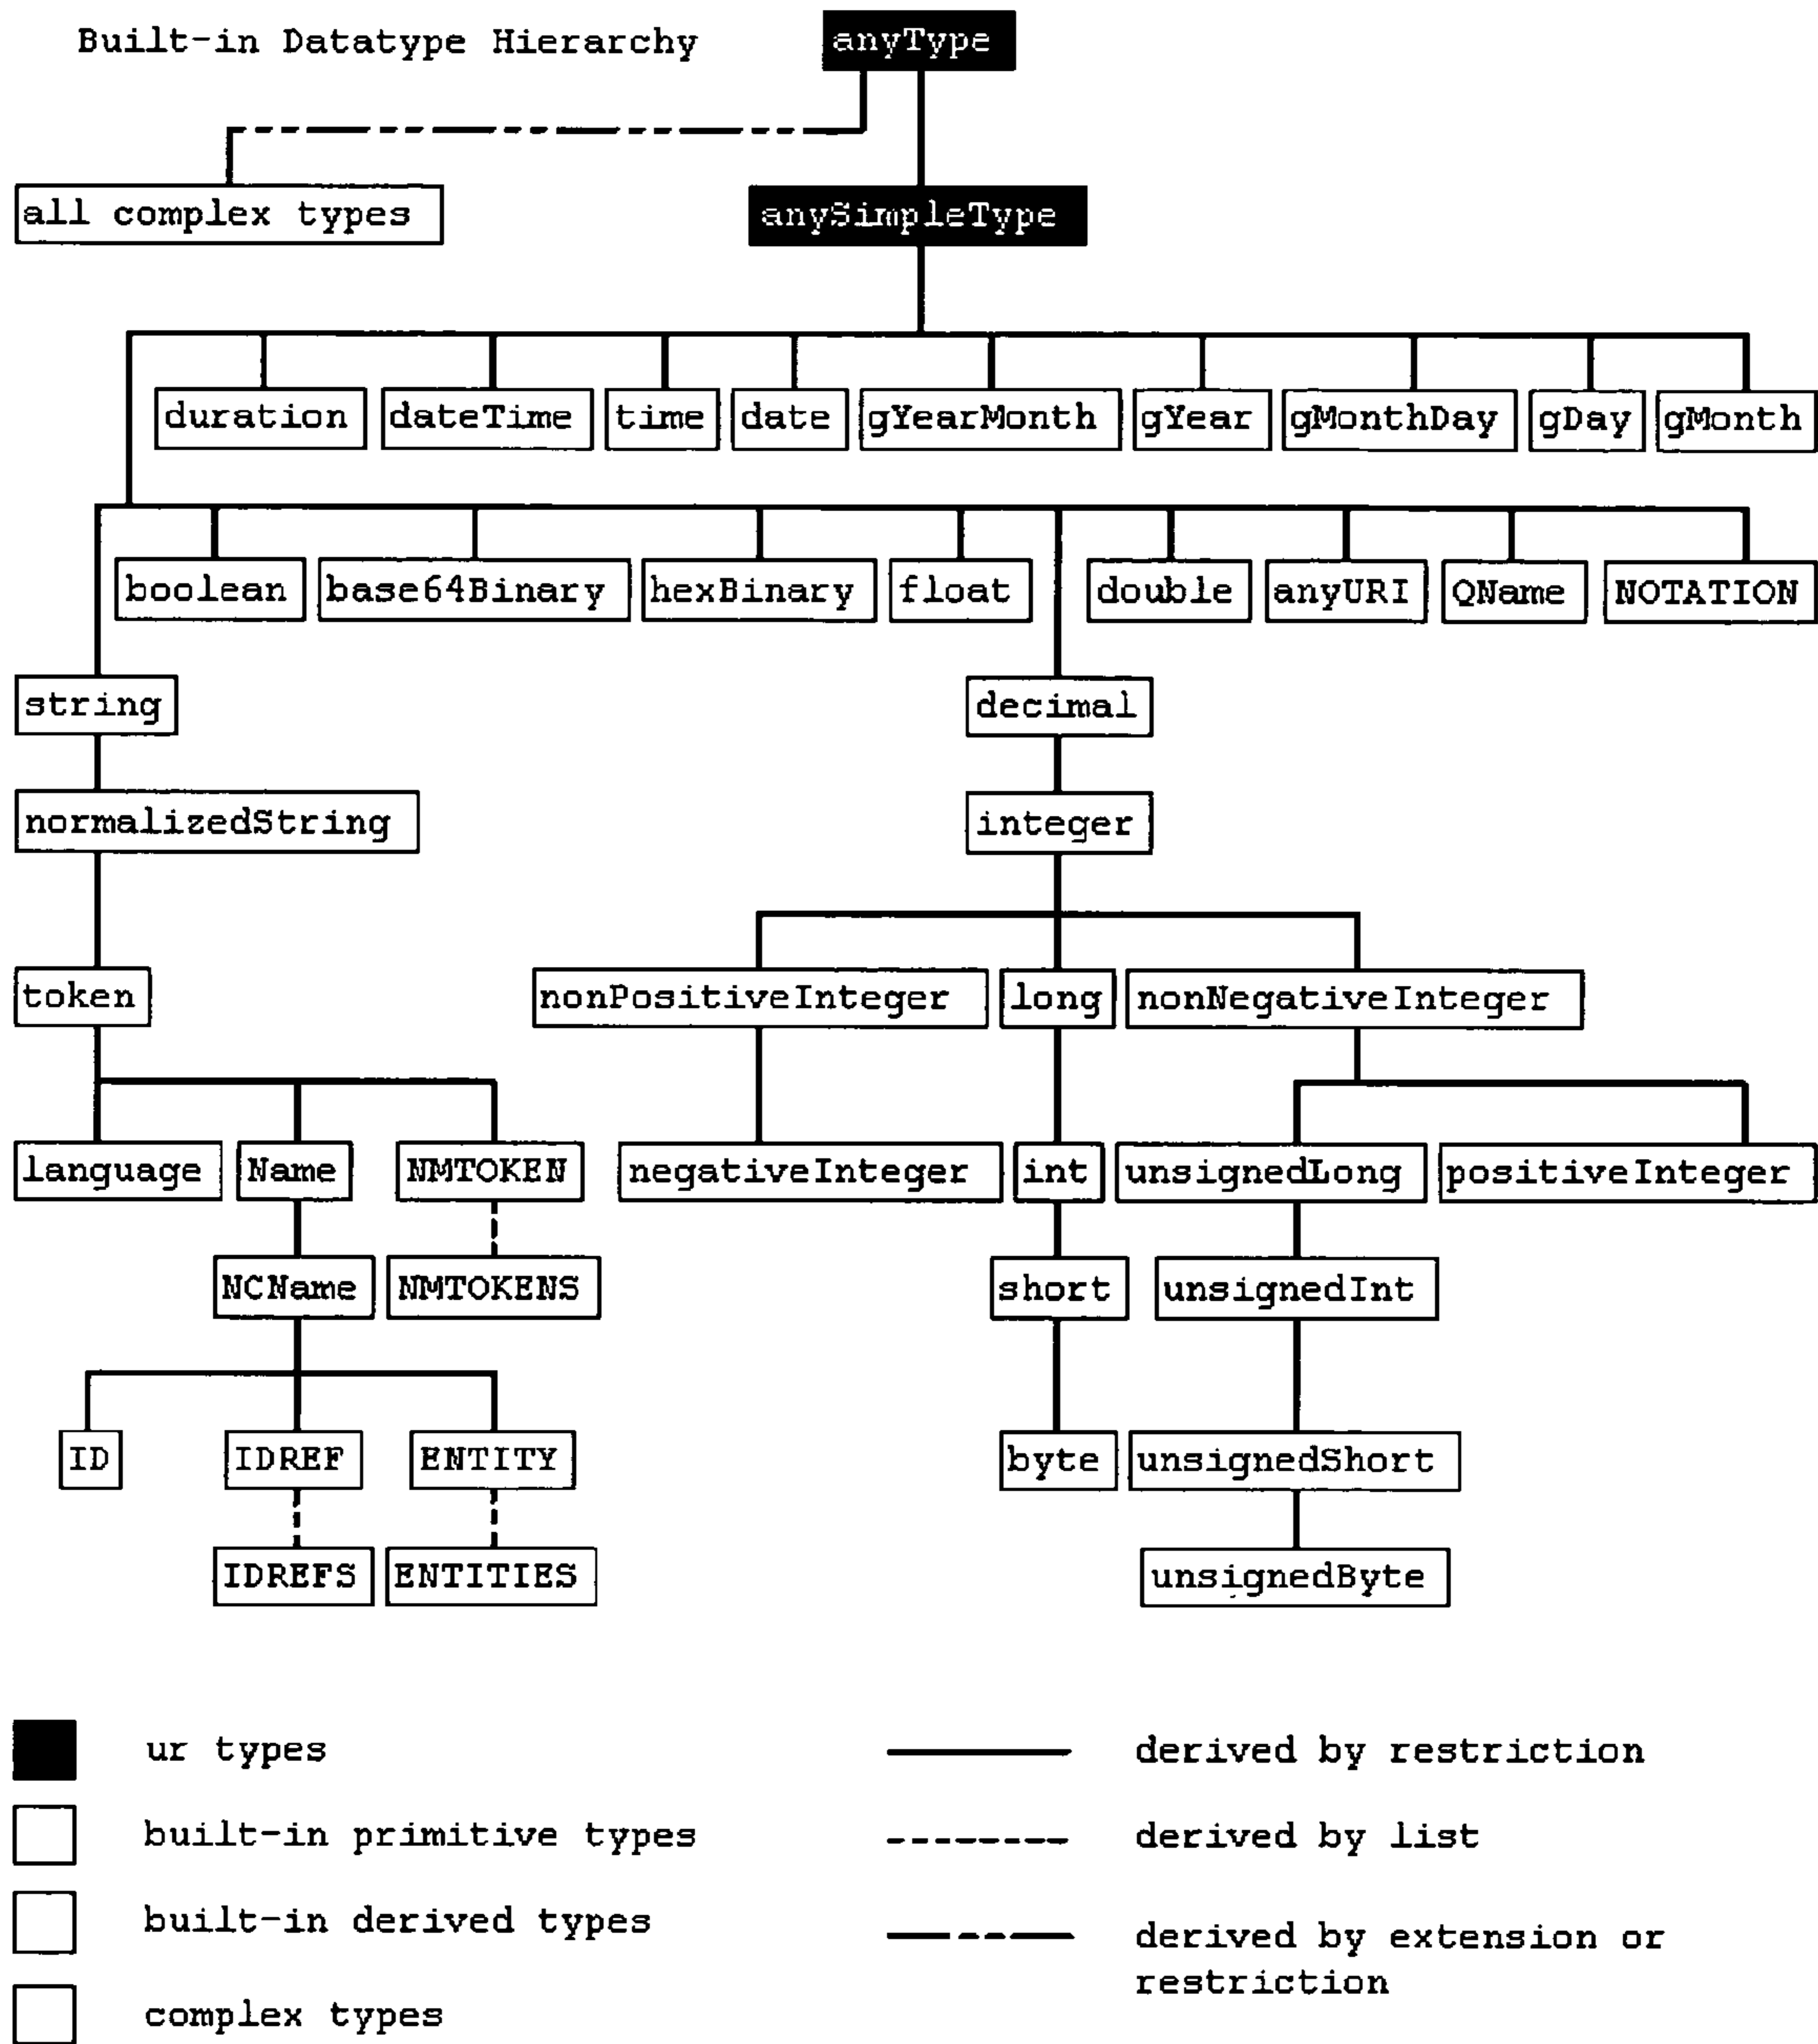 Built-in Datatype Hierarchy
anyType
all complex types
anySimpleType
duration
dateTime
time
date
gYearMonth
gYear
gMonthDay
gDay
gMonth
boolean
base64Binary
hexBinary
float
double
anyURI
QName
NOTATION
string
decimal
normalizedString
integer
token
nonPositiveInteger
long
nonNegativeInteger
language
Name
NMTOKEN
negativeInteger
int
unsignedLong
positiveInteger
NCName
NMTOKENS
short
unsignedInt
ID
IDREF
ENTITY
byte
unsignedShort
IDREFS
ENTITIES
unsignedByte
ur types
derived by restriction
built-in primitive types
derived by list
built-in derived types
derived by extension or
restriction
complex types